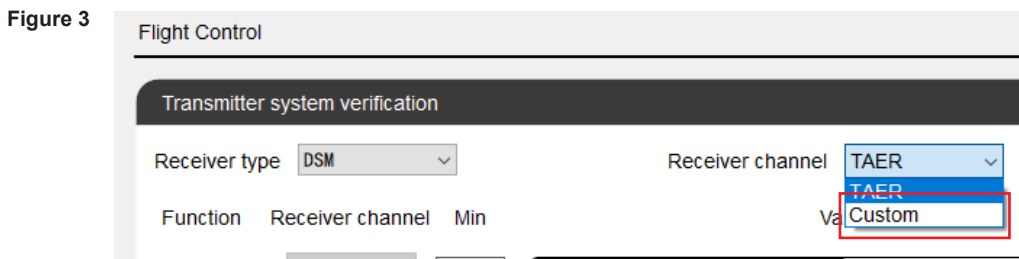 Figure 3
Flight Control
Transmitter system verification
Receiver type DSM Receiver channel TAER
TAER
Function Receiver channel Min Custom